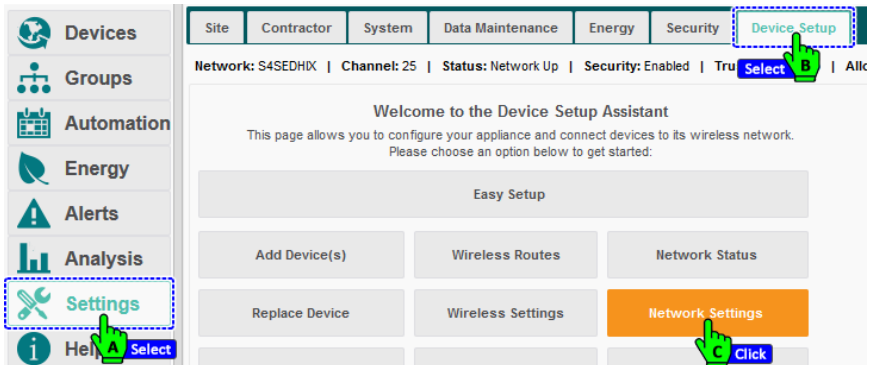 Devices
Groups
Automation
Energy
Alerts
Analysis
Settings
A Select
Help
Site Contractor System Data Maintenance Energy Security Device Setup
Select B
Network: S4SEDHIX | Channel: 25 | Status: Network Up | Security: Enabled | Tru | Allo
Welcome to the Device Setup Assistant
This page allows you to configure your appliance and connect devices to its wireless network.
Please choose an option below to get started:
Easy Setup
Add Device(s) Wireless Routes Network Status
Replace Device Wireless Settings Network Settings
C Click